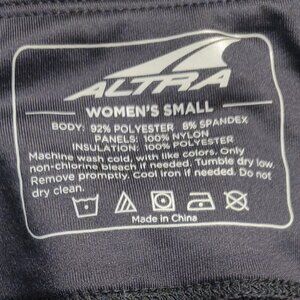 ALTRA
WOMEN'S SMALL
BODY: 92% POLYESTER 8% SPANDEX
PANELS: 100% NYLON
INSULATION: 100% POLYESTER
Machine wash cold, with like colors. Only
non-chlorine bleach if needed. Tumble dry low.
Remove promptly. Cool iron if needed. Do not
dry clean.
Made in China